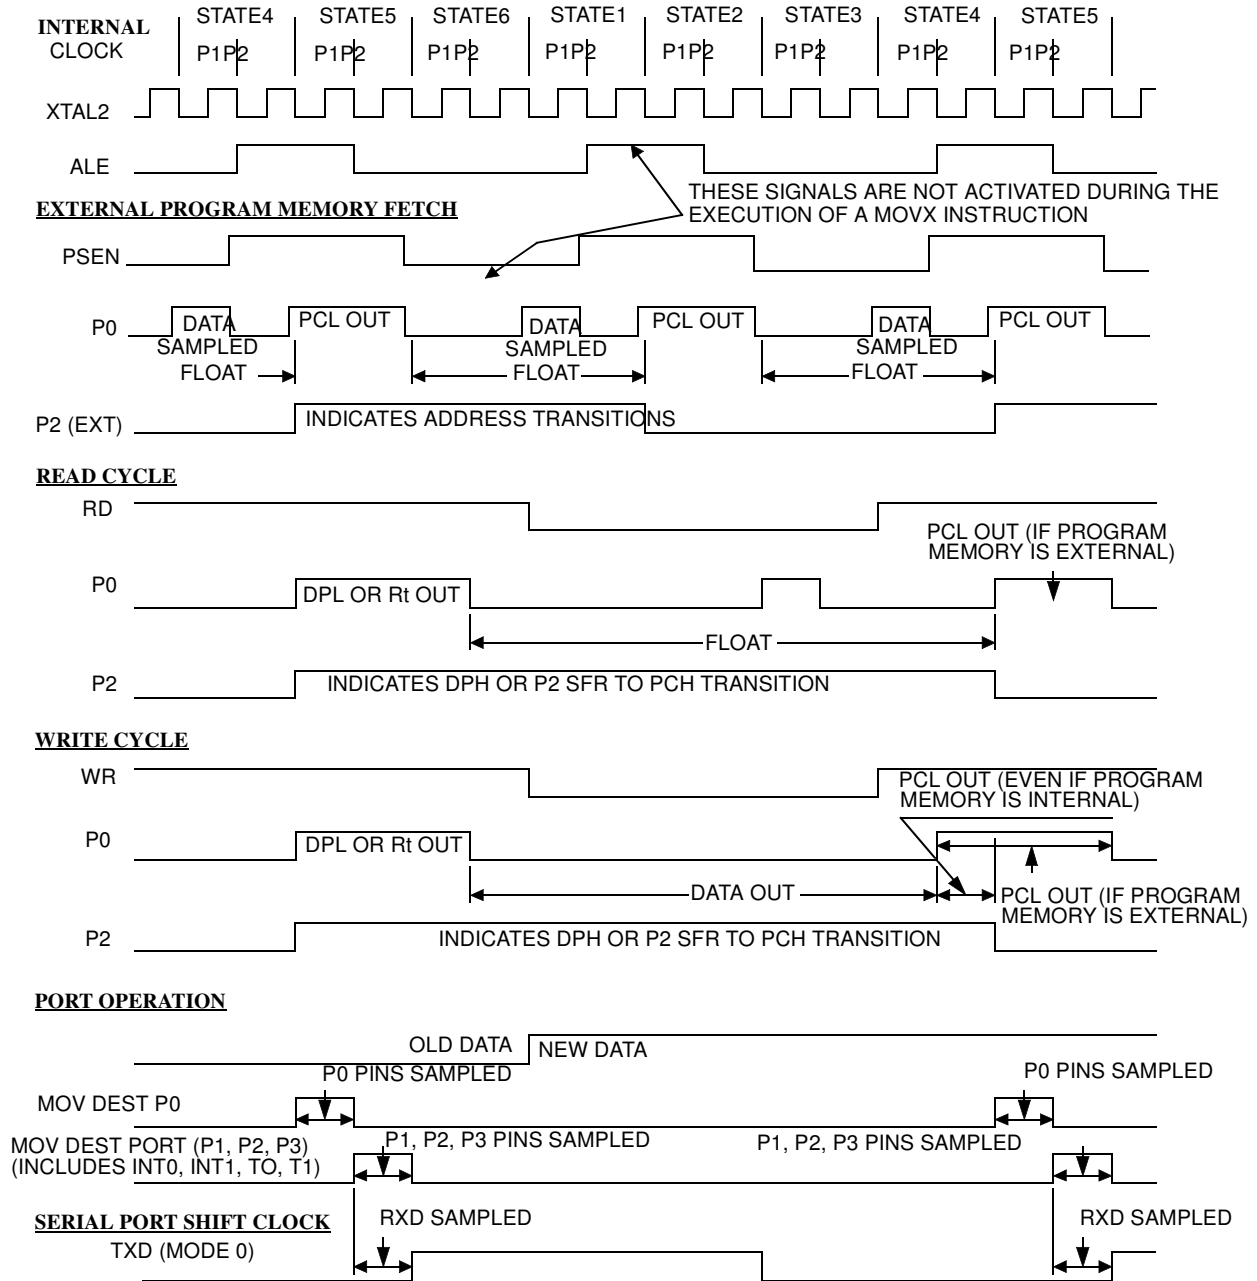 INTERNAL
CLOCK
STATE4 STATE5 STATE6 STATE1 STATE2 STATE3 STATE4 STATE5
P1P2 P1P2 P1P2 P1P2 P1P2 P1P2 P1P2 P1P2
XTAL2
ALE
THESE SIGNALS ARE NOT ACTIVATED DURING THE
EXECUTION OF A MOVX INSTRUCTION
EXTERNAL PROGRAM MEMORY FETCH
PSEN
P0
DATA PCL OUT DATA PCL OUT DATA PCL OUT
SAMPLED SAMPLED SAMPLED
FLOAT FLOAT FLOAT
P2 (EXT)
INDICATES ADDRESS TRANSITIONS
READ CYCLE
RD
PCL OUT (IF PROGRAM
MEMORY IS EXTERNAL)
P0
DPL OR Rt OUT
FLOAT
P2
INDICATES DPH OR P2 SFR TO PCH TRANSITION
WRITE CYCLE
WR
PCL OUT (EVEN IF PROGRAM
MEMORY IS INTERNAL)
P0
DPL OR Rt OUT
DATA OUT
PCL OUT (IF PROGRAM
MEMORY IS EXTERNAL)
P2
INDICATES DPH OR P2 SFR TO PCH TRANSITION
PORT OPERATION
OLD DATA NEW DATA
P0 PINS SAMPLED P0 PINS SAMPLED
MOV DEST P0
MOV DEST PORT (P1, P2, P3)
(INCLUDES INT0, INT1, TO, T1)
P1, P2, P3 PINS SAMPLED P1, P2, P3 PINS SAMPLED
SERIAL PORT SHIFT CLOCK
TXD (MODE 0)
RXD SAMPLED RXD SAMPLED